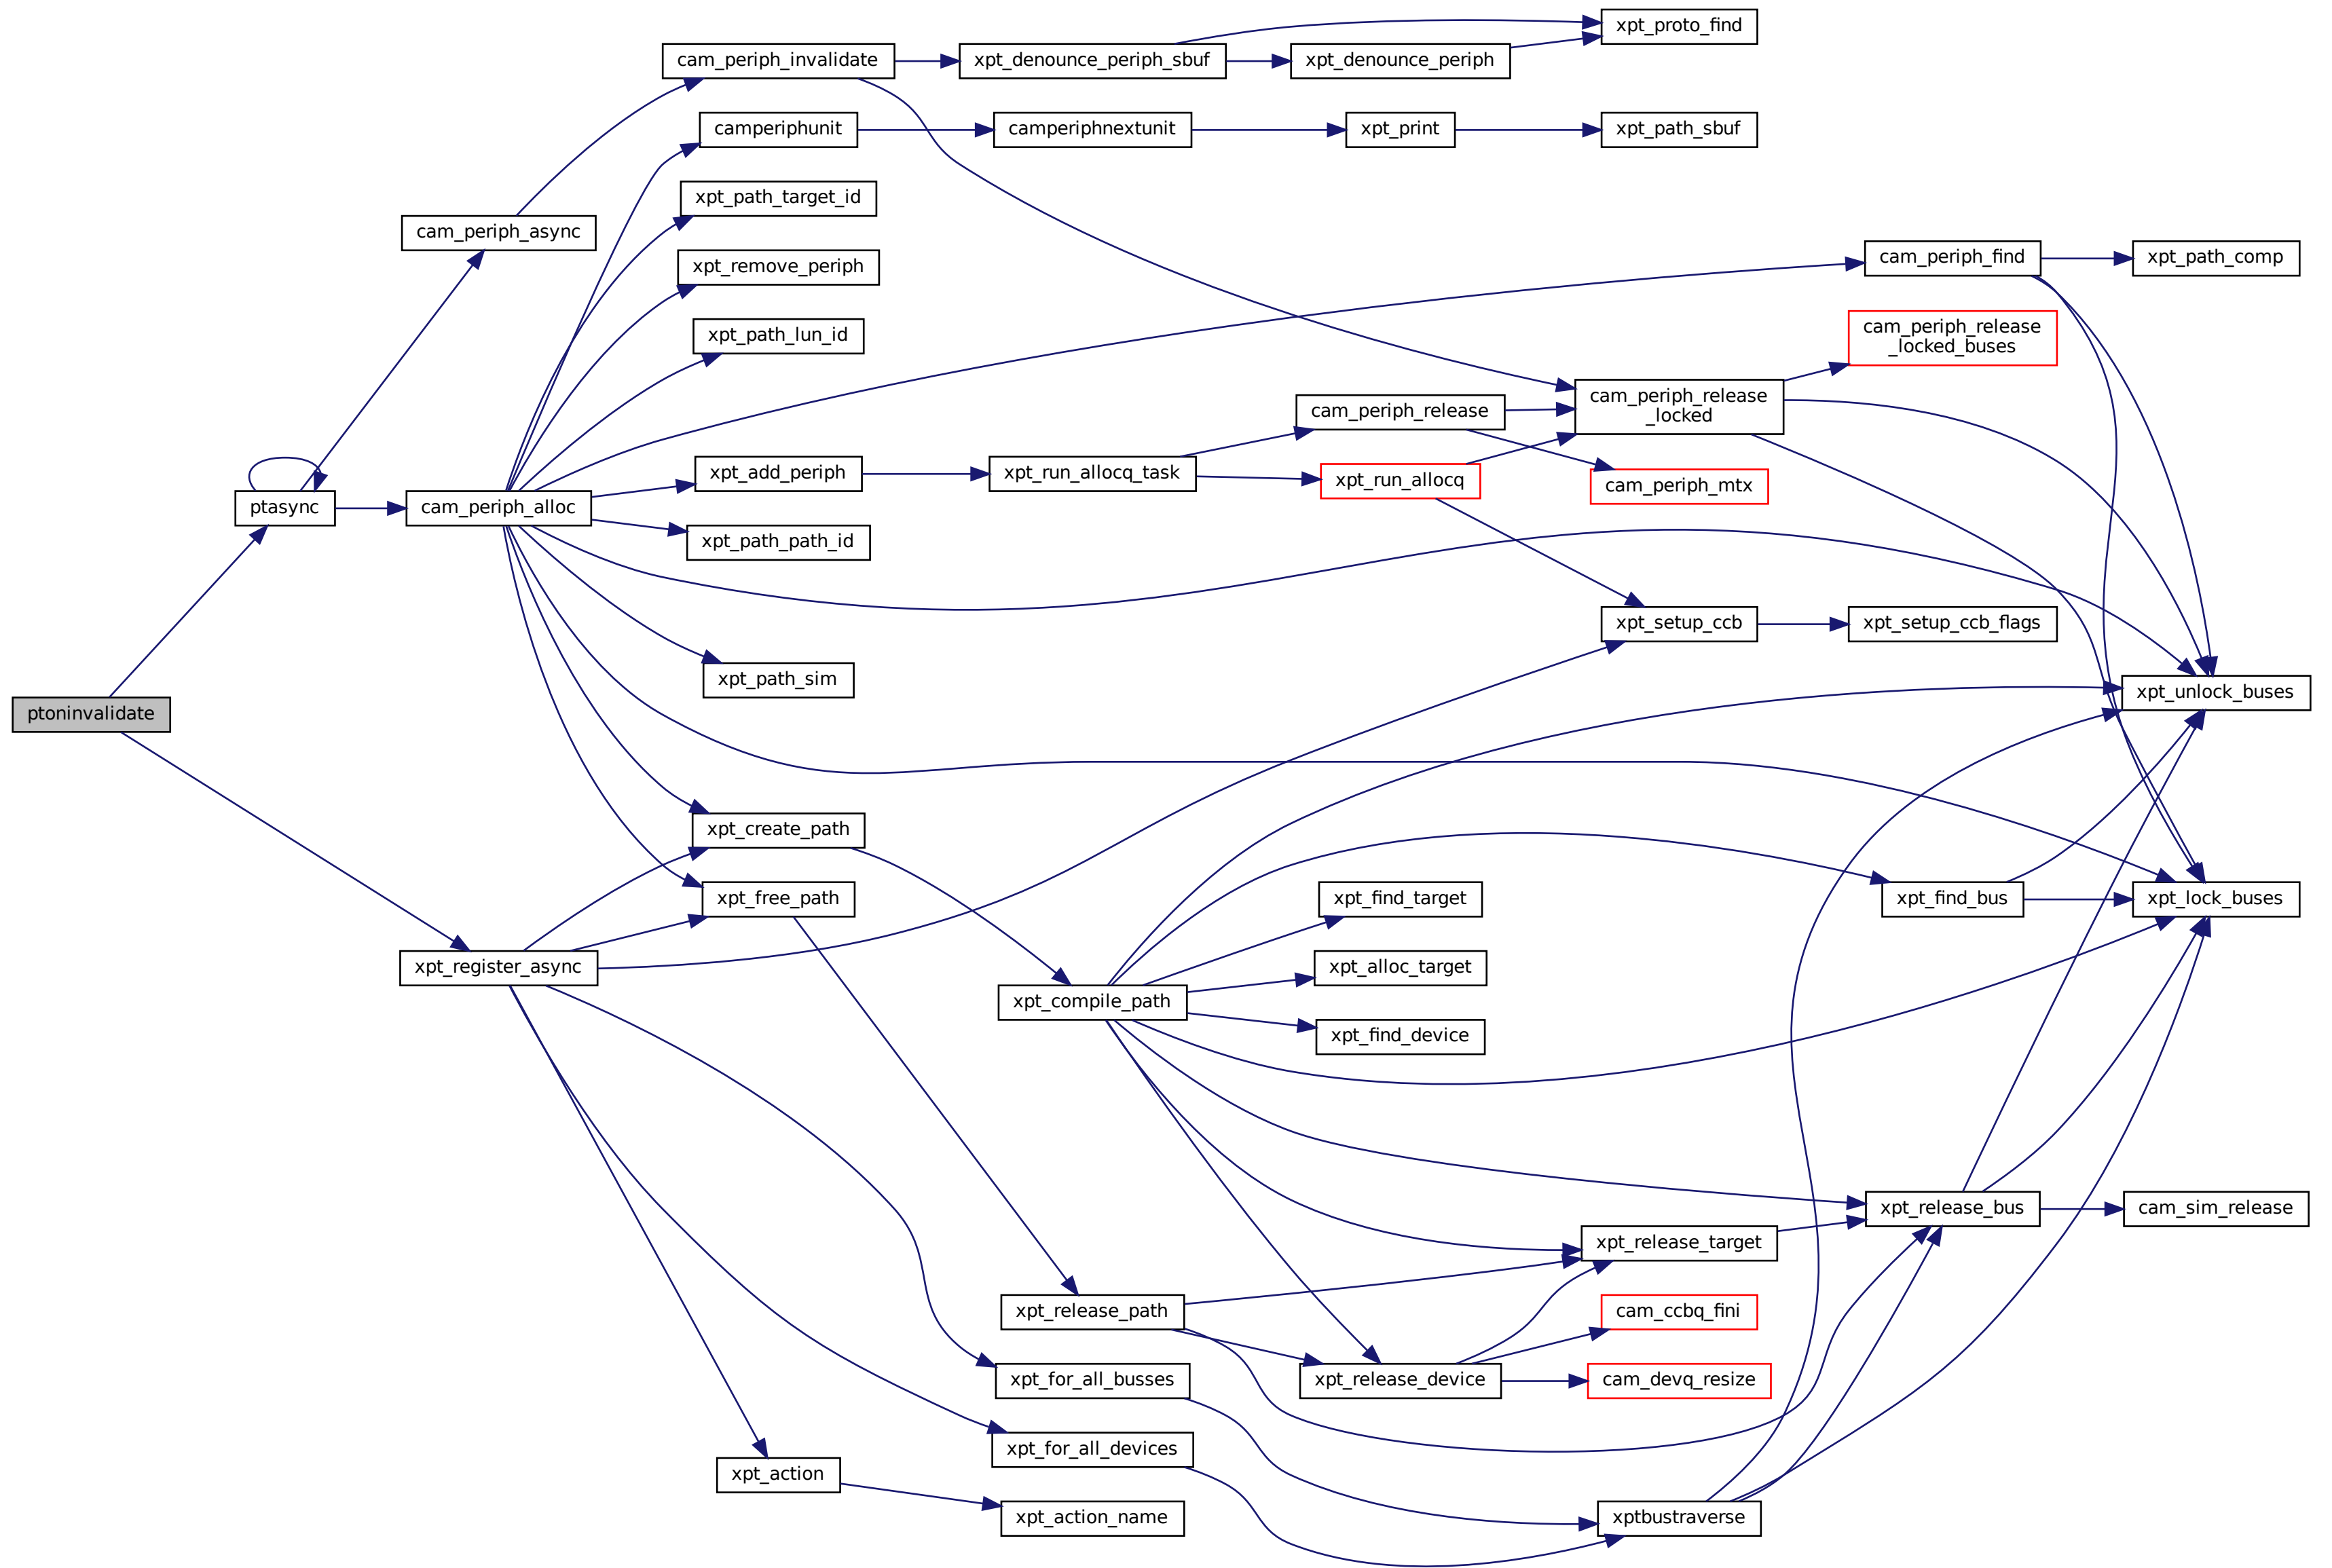 xpt_proto_find
cam_periph_invalidate
xpt_denounce_periph_sbuf
xpt_denounce_periph
camperiphunit
camperiphnextunit
xpt_print
xpt_path_sbuf
xpt_path_target_id
cam_periph_async
xpt_remove_periph
cam_periph_find
xpt_path_comp
xpt_path_lun_id
cam_periph_release
_locked_buses
cam_periph_release
cam_periph_release
_locked
xpt_add_periph
xpt_run_allocq_task
xpt_run_allocq
cam_periph_mtx
ptasync
cam_periph_alloc
xpt_path_path_id
xpt_setup_ccb
xpt_setup_ccb_flags
xpt_path_sim
xpt_unlock_buses
ptoninvalidate
xpt_create_path
xpt_free_path
xpt_find_target
xpt_find_bus
xpt_lock_buses
xpt_register_async
xpt_alloc_target
xpt_compile_path
xpt_find_device
xpt_release_bus
cam_sim_release
xpt_release_target
xpt_release_path
cam_ccbq_fini
xpt_for_all_busses
xpt_release_device
cam_devq_resize
xpt_for_all_devices
xpt_action
xpt_action_name
xptbustraverse